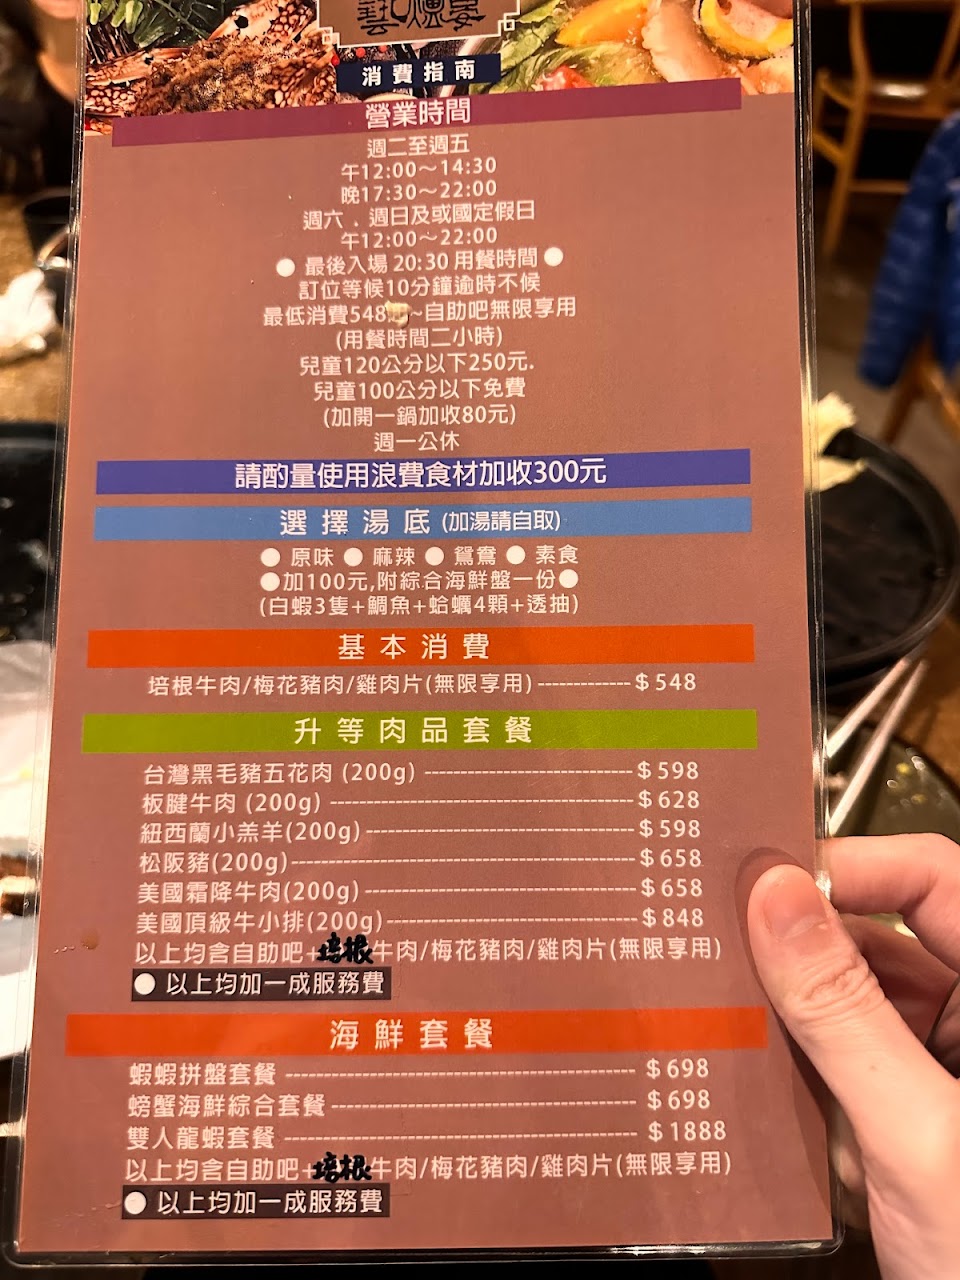 藝爐宴
消費指南
營業時間
週二至週五
午12:00～14:30
晚17:30～22:00
週六．週日及或國定假日
午12:00～22:00
● 最後入場 20:30 用餐時間 ●
訂位等候10分鐘逾時不候
最低消費548 ~自助吧無限享用
(用餐時間二小時)
兒童120公分以下250元.
兒童100公分以下免費
(加開一鍋加收80元)
週一公休
請酌量使用浪費食材加收300元
選擇湯底 (加湯請自取)
● 原味 ● 麻辣 ● 鴛鴦 ● 素食
●加100元,附綜合海鮮盤一份●
(白蝦3隻+鯛魚+蛤蠣4顆+透抽)
基本消費
培根牛肉/梅花豬肉/雞肉片(無限享用)-------------$548
升等肉品套餐
台灣黑毛豬五花肉 (200g) ------------------------------$598
板腱牛肉 (200g) --------------------------------------------$628
紐西蘭小羔羊(200g)---------------------------------------$598
松阪豬(200g)--------------------------------------------------$658
美國霜降牛肉(200g)---------------------------------------$658
美國頂級牛小排(200g)------------------------------------$848
以上均含自助吧+培根牛肉/梅花豬肉/雞肉片(無限享用)
● 以上均加一成服務費
海鮮套餐
蝦蝦拼盤套餐 -------------------------------------------------- $698
螃蟹海鮮綜合套餐-------------------------------------------- $698
雙人龍蝦套餐 -------------------------------------------------- $1888
以上均含自助吧+培根牛肉/梅花豬肉/雞肉片(無限享用)
● 以上均加一成服務費